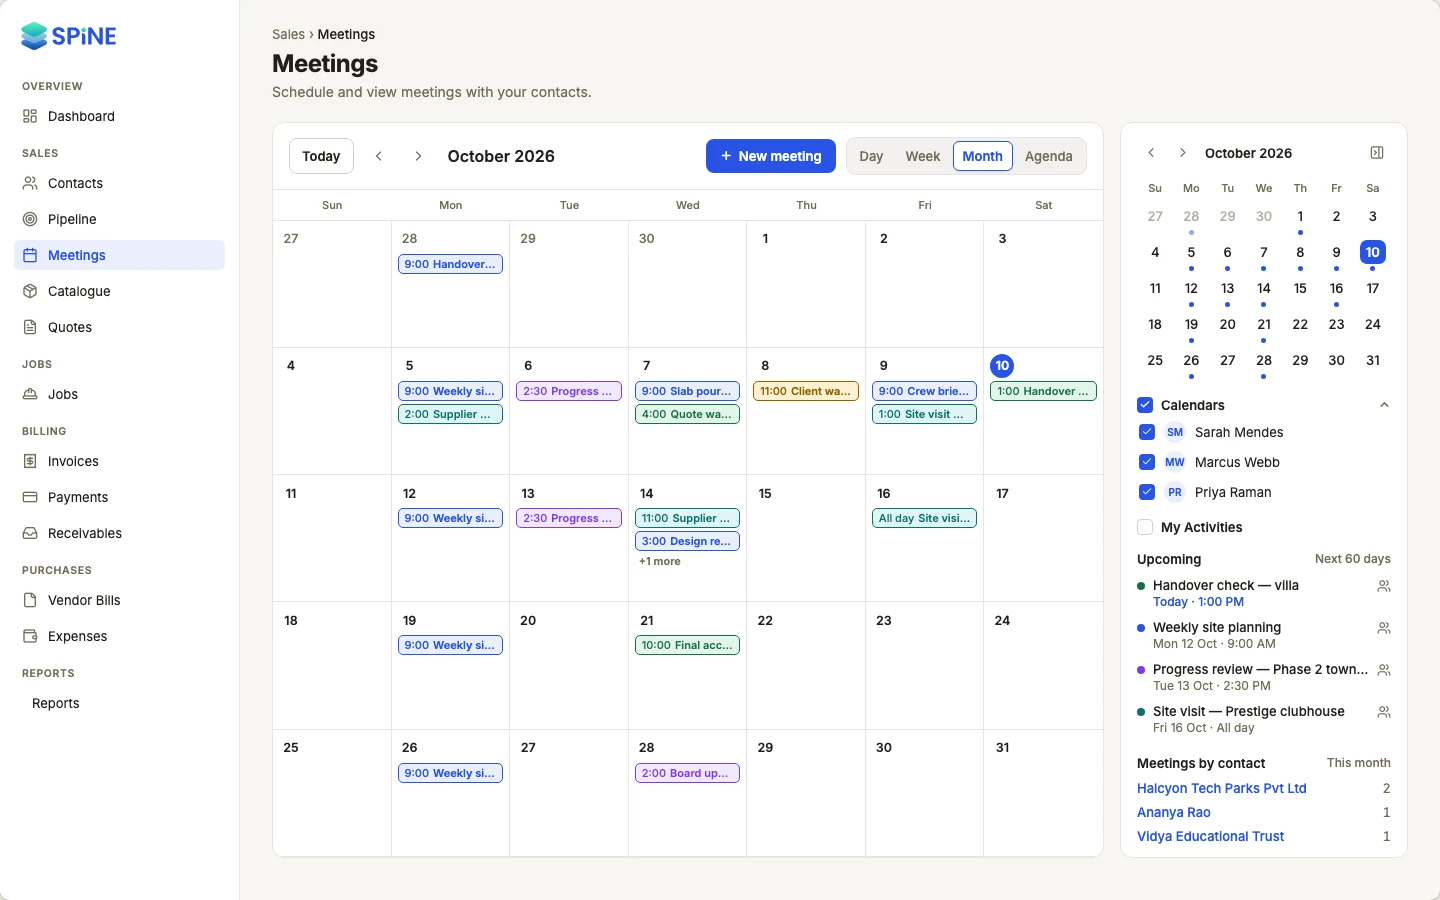 SPiNE
OVERVIEW
Dashboard
SALES
Contacts
Pipeline
Meetings
Catalogue
Quotes
JOBS
Jobs
BILLING
Invoices
Payments
Receivables
PURCHASES
Vendor Bills
Expenses
REPORTS
Reports
Sales › Meetings
Meetings
Schedule and view meetings with your contacts.
Today
October 2026
+ New meeting
Day Week Month Agenda
Sun Mon Tue Wed Thu Fri Sat
27 28 29 30 1 2 3
9:00 Handover...
4 5 6 7 8 9 10
9:00 Weekly si... 2:30 Progress ... 9:00 Slab pour... 11:00 Client wa... 9:00 Crew brie... 1:00 Handover ...
2:00 Supplier ... 4:00 Quote wa... 1:00 Site visit ...
11 12 13 14 15 16 17
9:00 Weekly si... 2:30 Progress ... 11:00 Supplier ... All day Site visi...
3:00 Design re...
+1 more
18 19 20 21 22 23 24
9:00 Weekly si... 10:00 Final acc...
25 26 27 28 29 30 31
9:00 Weekly si... 2:00 Board up...
October 2026
Su Mo Tu We Th Fr Sa
27 28 29 30 1 2 3
4 5 6 7 8 9 10
11 12 13 14 15 16 17
18 19 20 21 22 23 24
25 26 27 28 29 30 31
Calendars
SM Sarah Mendes
MW Marcus Webb
PR Priya Raman
My Activities
Upcoming Next 60 days
Handover check — villa
Today · 1:00 PM
Weekly site planning
Mon 12 Oct · 9:00 AM
Progress review — Phase 2 town...
Tue 13 Oct · 2:30 PM
Site visit — Prestige clubhouse
Fri 16 Oct · All day
Meetings by contact This month
Halcyon Tech Parks Pvt Ltd 2
Ananya Rao 1
Vidya Educational Trust 1